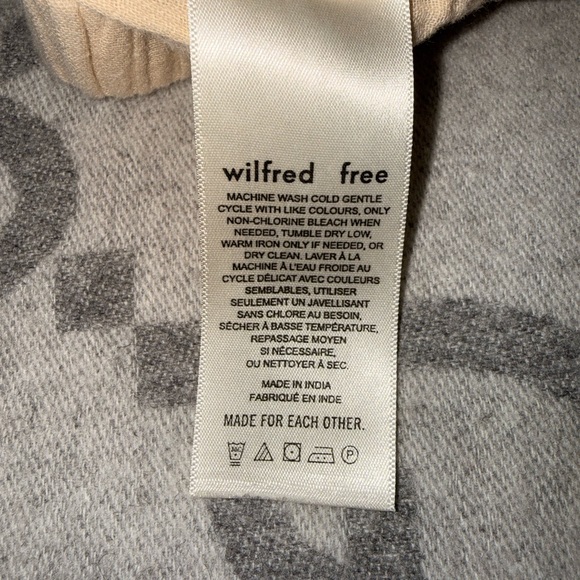 wilfred free
MACHINE WASH COLD GENTLE
CYCLE WITH LIKE COLOURS, ONLY
NON-CHLORINE BLEACH WHEN
NEEDED, TUMBLE DRY LOW,
WARM IRON ONLY IF NEEDED, OR
DRY CLEAN. LAVER À LA
MACHINE À L'EAU FROIDE AU
CYCLE DÉLICAT AVEC COULEURS
SEMBLABLES, UTILISER
SEULEMENT UN JAVELLISANT
SANS CHLORE AU BESOIN,
SÉCHER À BASSE TEMPÉRATURE,
REPASSAGE MOYEN
SI NÉCESSAIRE,
OU NETTOYER À SEC.
MADE IN INDIA
FABRIQUÉ EN INDE
MADE FOR EACH OTHER.
P